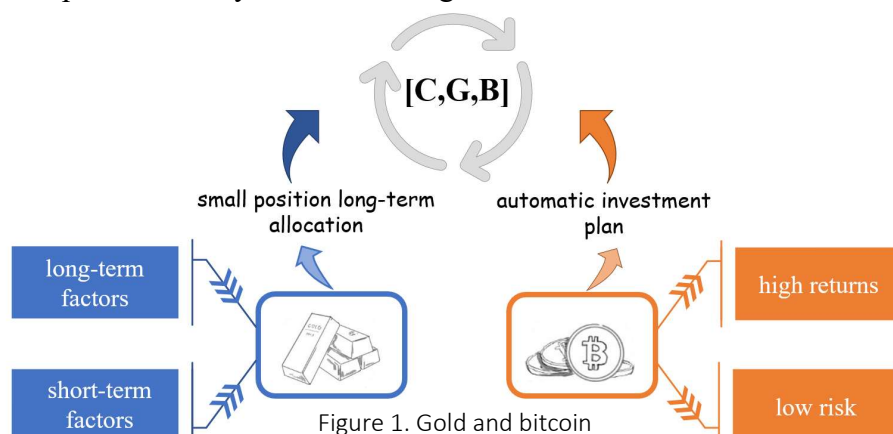 [C,G,B]
small position long-term
allocation
automatic investment
plan
long-term
factors
high returns
short-term
factors
low risk
Figure 1. Gold and bitcoin